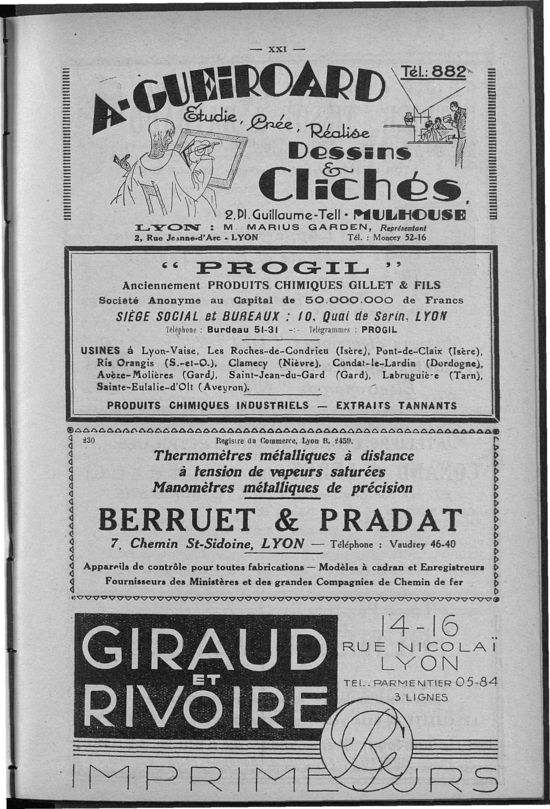 — XXI —
A·GUEIROARD
Tél.: 882
Etudie, Crée, Réalise
Dessins
&
Clichés,
2, Pl. Guillaume-Tell • MULHOUSE
LYON : M. MARIUS GARDEN, Représentant
2, Rue Jeanne-d'Arc - LYON Tél. : Moncey 52-16
“ PROGIL ”
Anciennement PRODUITS CHIMIQUES GILLET & FILS
Société Anonyme au Capital de 50.000.000 de Francs
SIÈGE SOCIAL et BUREAUX : 10, Quai de Serin, LYON
Téléphone : Burdeau 51-31 -:- Télégrammes : PROGIL
USINES à Lyon-Vaise, Les Roches-de-Condrieu (Isère), Pont-de-Claix (Isère),
Ris Orangis (S.-et-O.), Clamecy (Nièvre), Condat-le-Lardin (Dordogne),
Avèze-Molières (Gard), Saint-Jean-du-Gard (Gard), Labruguière (Tarn),
Sainte-Eulalie-d'Olt (Aveyron).
PRODUITS CHIMIQUES INDUSTRIELS — EXTRAITS TANNANTS
230 Registre du Commerce, Lyon B. 2459.
Thermomètres métalliques à distance
à tension de vapeurs saturées
Manomètres métalliques de précision
BERRUET & PRADAT
7, Chemin St-Sidoine, LYON — Téléphone : Vaudrey 46-40
Appareils de contrôle pour toutes fabrications — Modèles à cadran et Enregistreurs
Fournisseurs des Ministères et des grandes Compagnies de Chemin de fer
GIRAUD
ET
RIVOIRE
14-16
RUE NICOLAÏ
LYON
TEL. PARMENTIER 05-84
3 LIGNES
GR
IMPRIMEURS